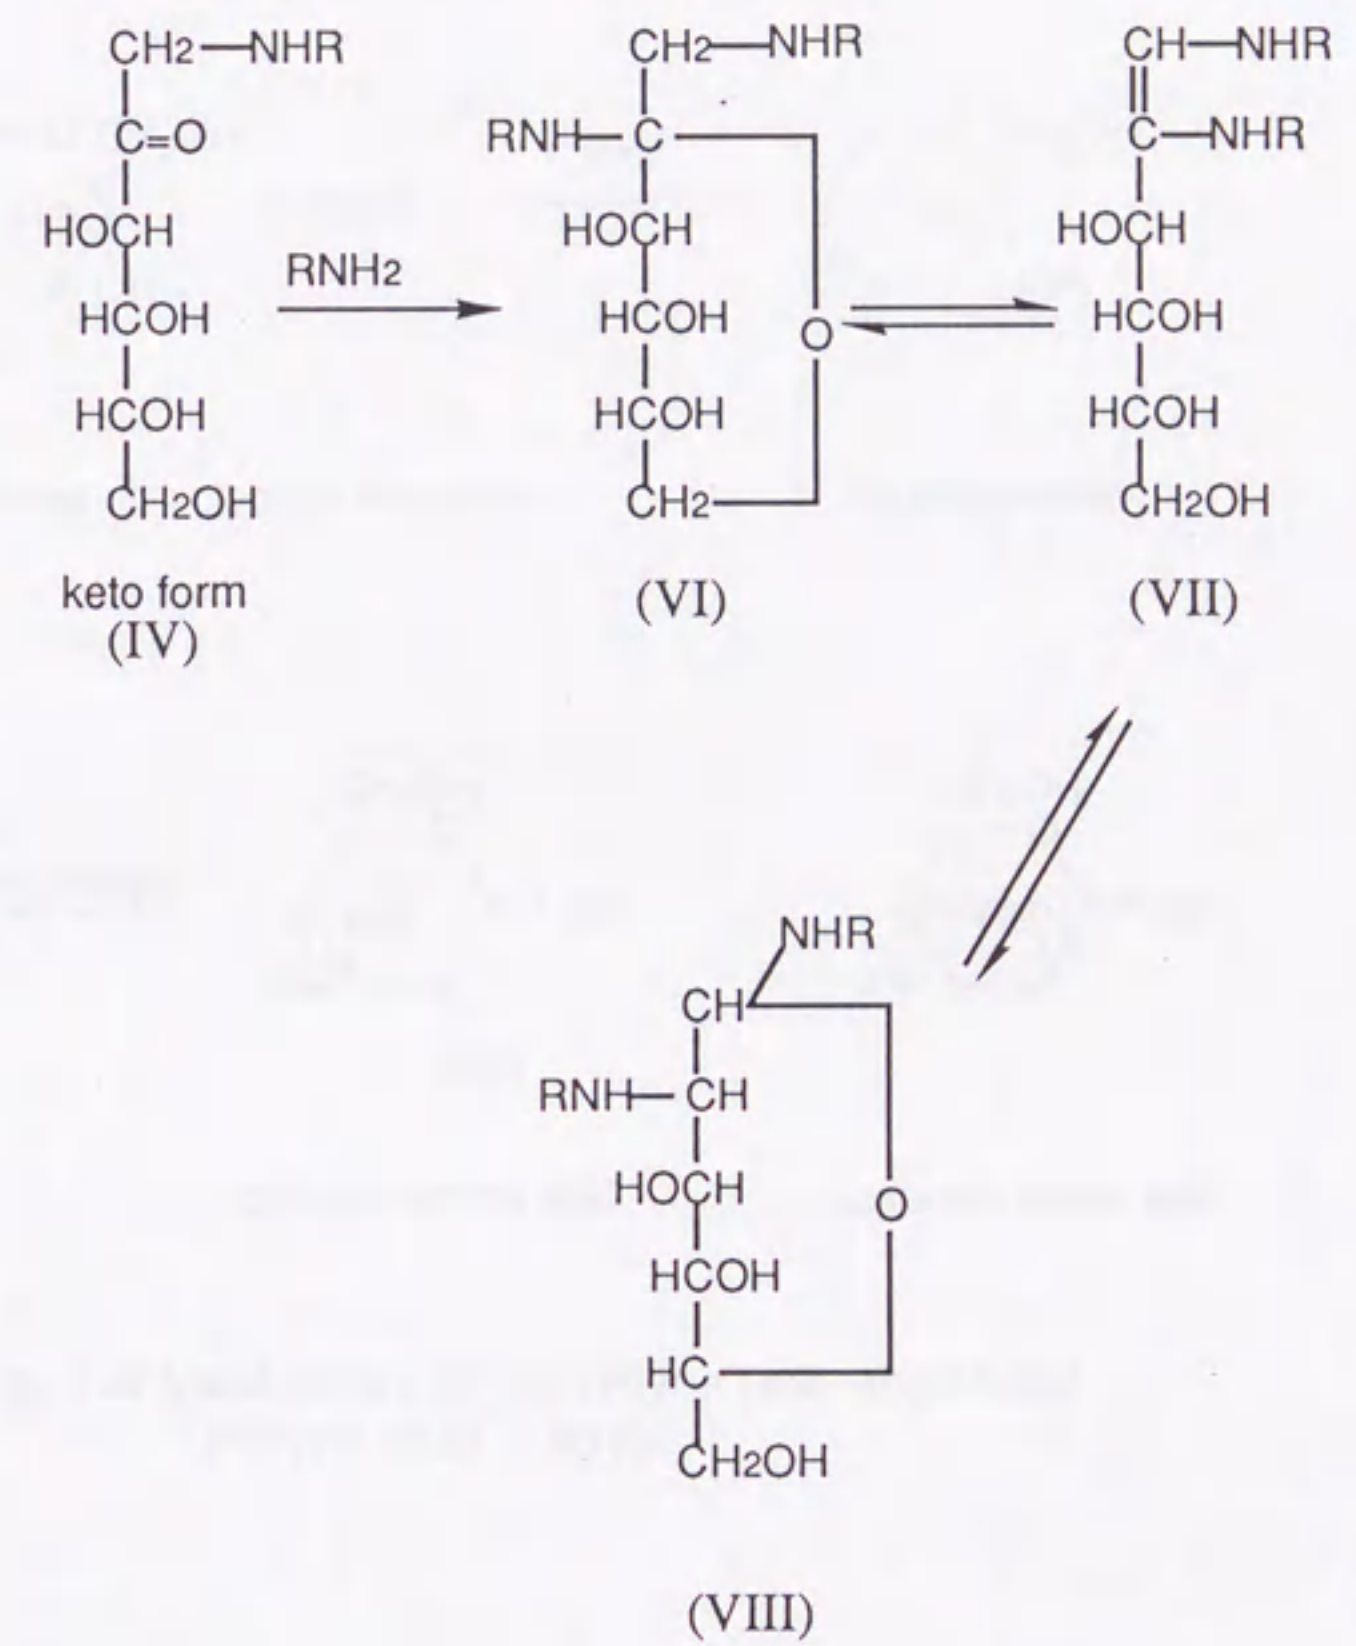 CH2—NHR
C=O
HOCH
HCOH
HCOH
CH2OH
keto form
(IV)
RNH2
CH2—NHR
RNH—C
HOCH
HCOH
O
HCOH
CH2
(VI)
CH—NHR
C—NHR
HOCH
HCOH
HCOH
CH2OH
(VII)
NHR
CH
RNH—CH
HOCH
O
HCOH
HC
CH2OH
(VIII)